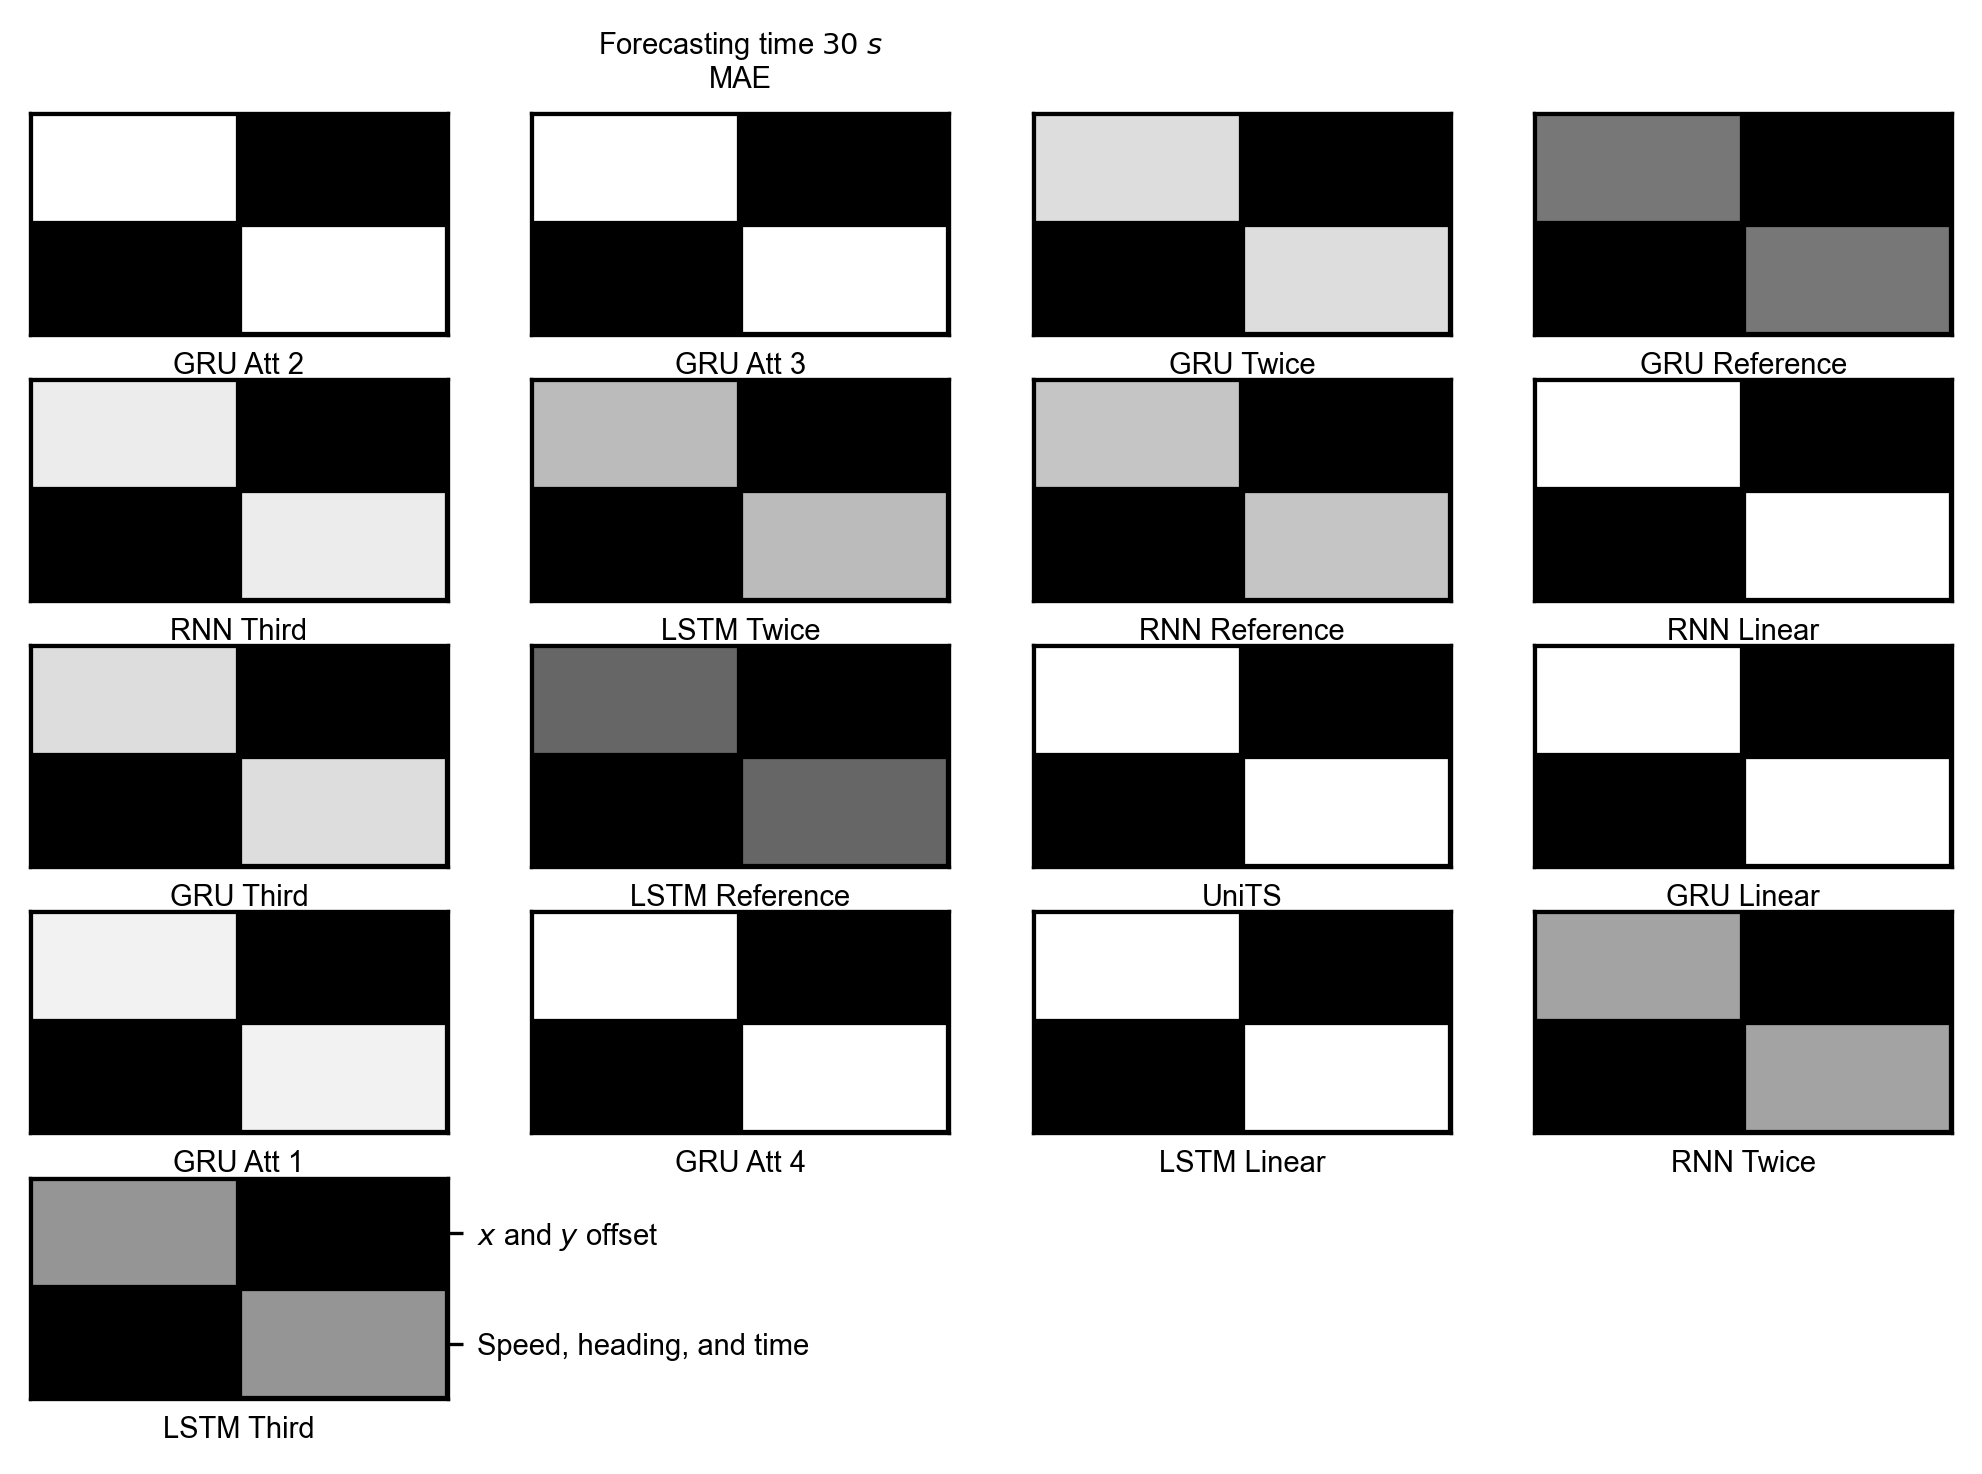 Forecasting time 30 s
MAE
GRU Att 2
GRU Att 3
GRU Twice
GRU Reference
RNN Third
LSTM Twice
RNN Reference
RNN Linear
GRU Third
LSTM Reference
UniTS
GRU Linear
GRU Att 1
GRU Att 4
LSTM Linear
RNN Twice
x and y offset
Speed, heading, and time
LSTM Third